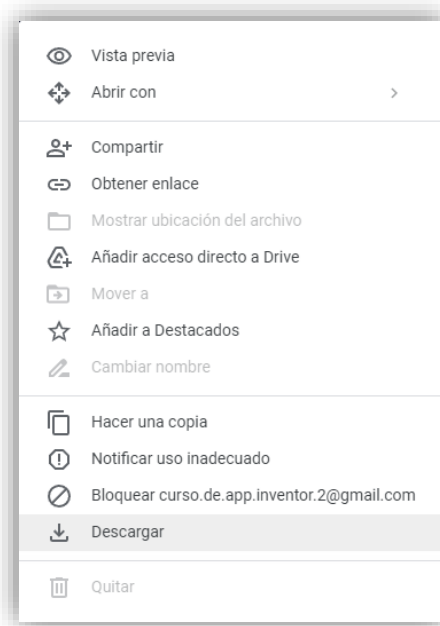 Vista previa
Abrir con
Compartir
Obtener enlace
Mostrar ubicación del archivo
Añadir acceso directo a Drive
Mover a
Añadir a Destacados
Cambiar nombre
Hacer una copia
Notificar uso inadecuado
Bloquear curso.de.app.inventor.2@gmail.com
Descargar
Quitar